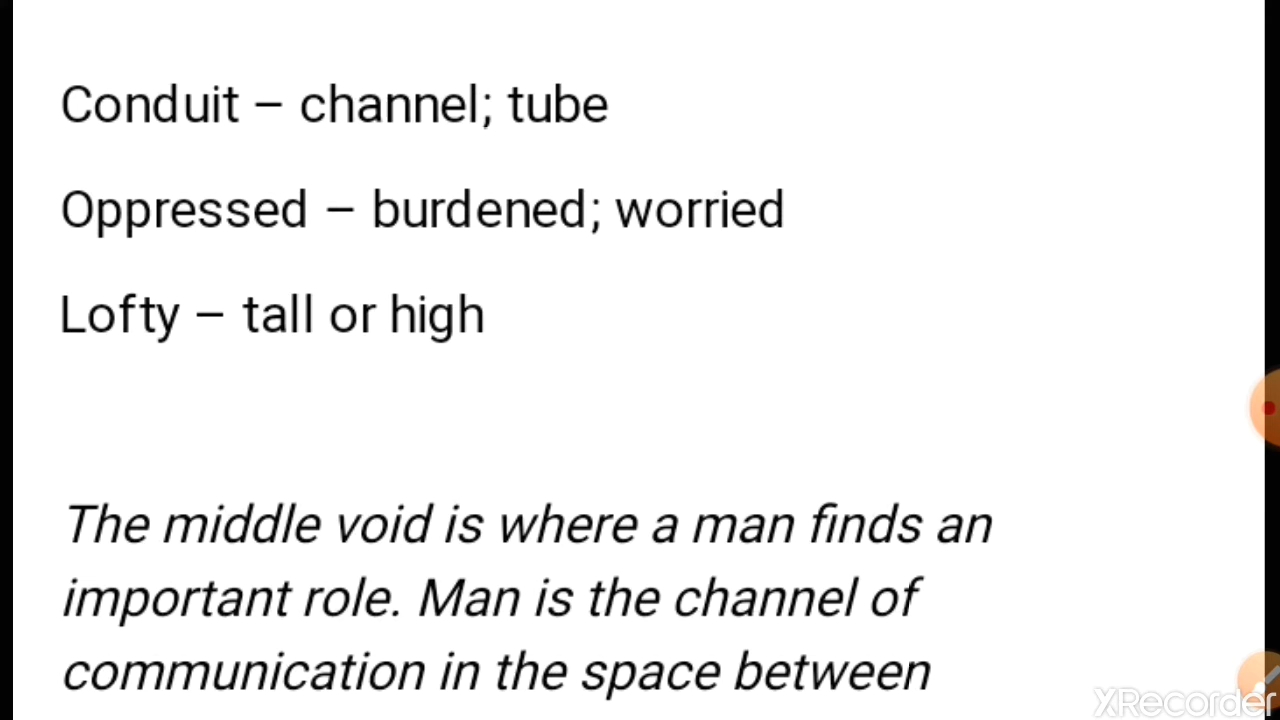 Conduit – channel; tube
Oppressed – burdened; worried
Lofty – tall or high
The middle void is where a man finds an
important role. Man is the channel of
communication in the space between
XRecorder